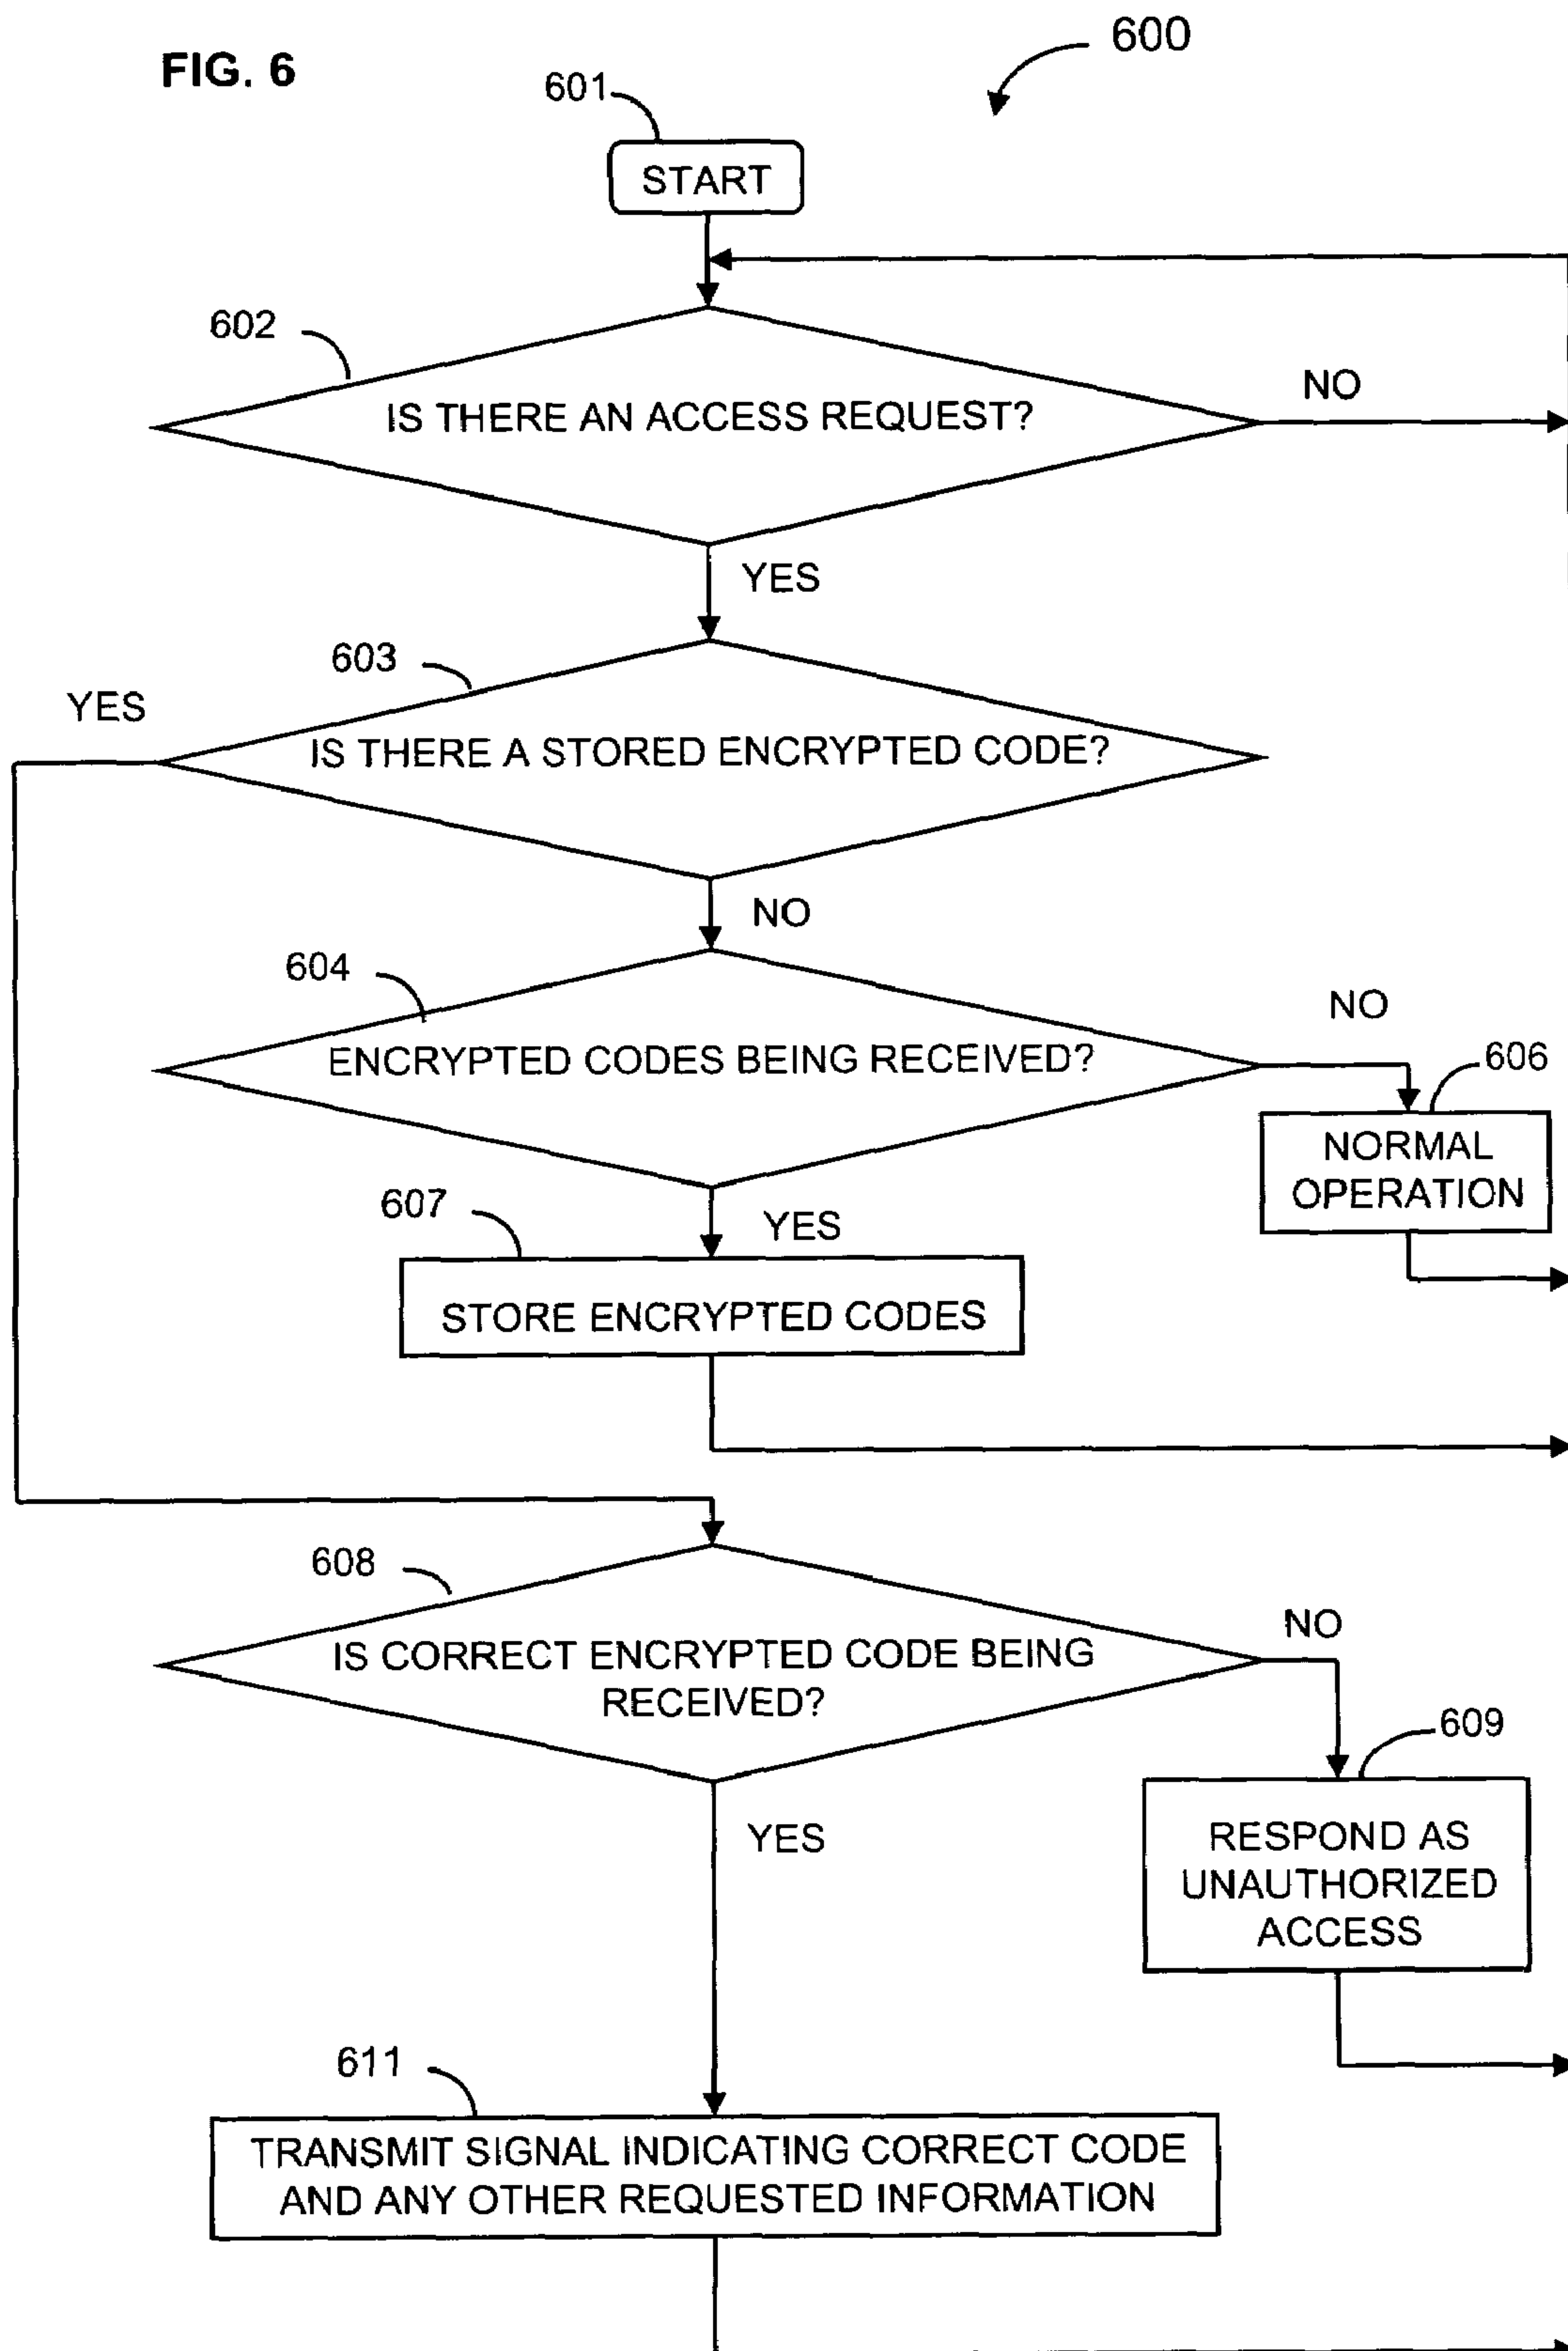 FIG. 6
600
601
START
602
IS THERE AN ACCESS REQUEST?
NO
YES
603
YES
IS THERE A STORED ENCRYPTED CODE?
NO
604
ENCRYPTED CODES BEING RECEIVED?
NO
606
NORMAL
OPERATION
607
YES
STORE ENCRYPTED CODES
608
IS CORRECT ENCRYPTED CODE BEING
RECEIVED?
NO
609
YES
RESPOND AS
UNAUTHORIZED
ACCESS
611
TRANSMIT SIGNAL INDICATING CORRECT CODE
AND ANY OTHER REQUESTED INFORMATION